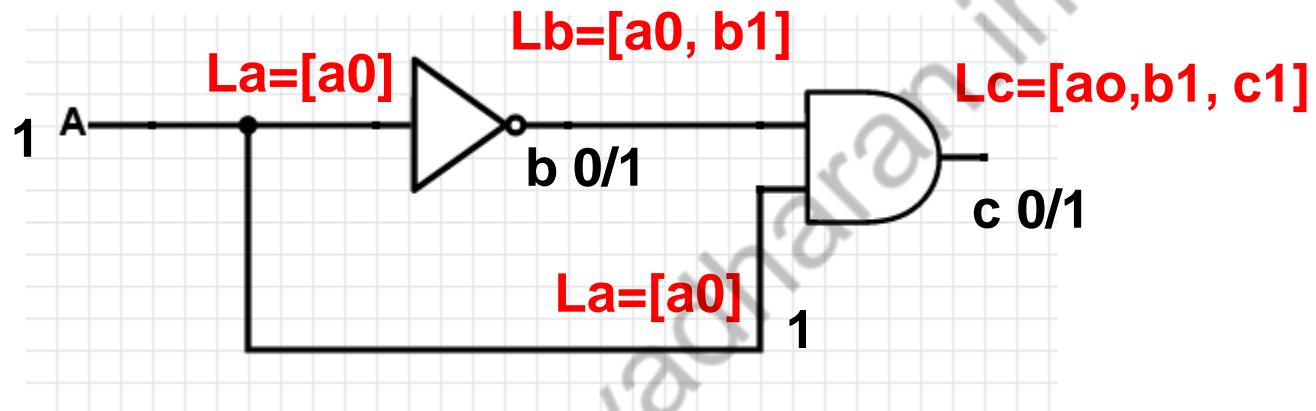 Lb=[a0, b1]
La=[a0]
Lc=[ao,b1, c1]
1 A
b 0/1
c 0/1
La=[a0]
1